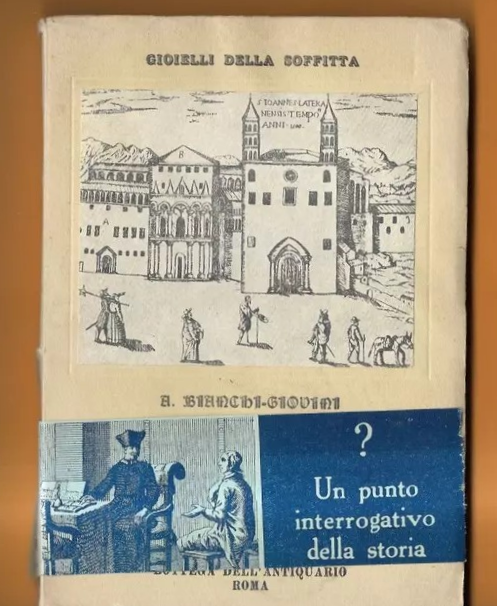 GIOIELLI DELLA SOFFITTA
S IOANNES LATERA
NENSIS TEMPO
ANNI
B
A
A. BIANCHI-GIOVINI
?
Un punto
interrogativo
della storia
BOTTEGA DELL'ANTIQUARIO
ROMA